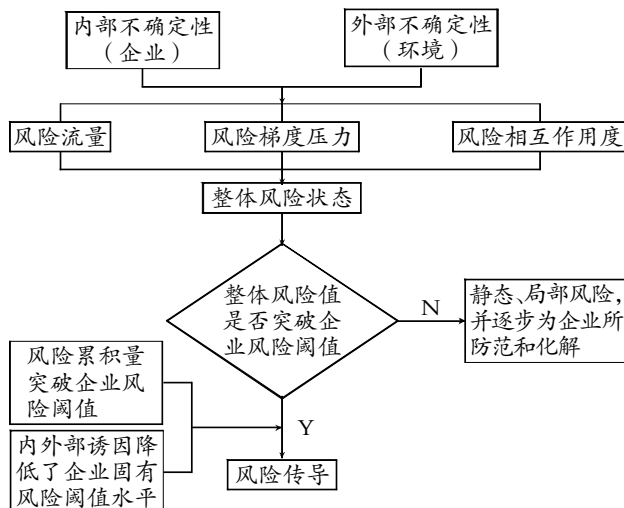 内部不确定性
（企业）
外部不确定性
（环境）
风险流量
风险梯度压力
风险相互作用度
整体风险状态
整体风险值
是否突破企
业风险阈值
N
静态、局部风险，
并逐步为企业所
防范和化解
风险累积量
突破企业风
险阈值
Y
内外部诱因降
低了企业固有
风险阈值水平
风险传导